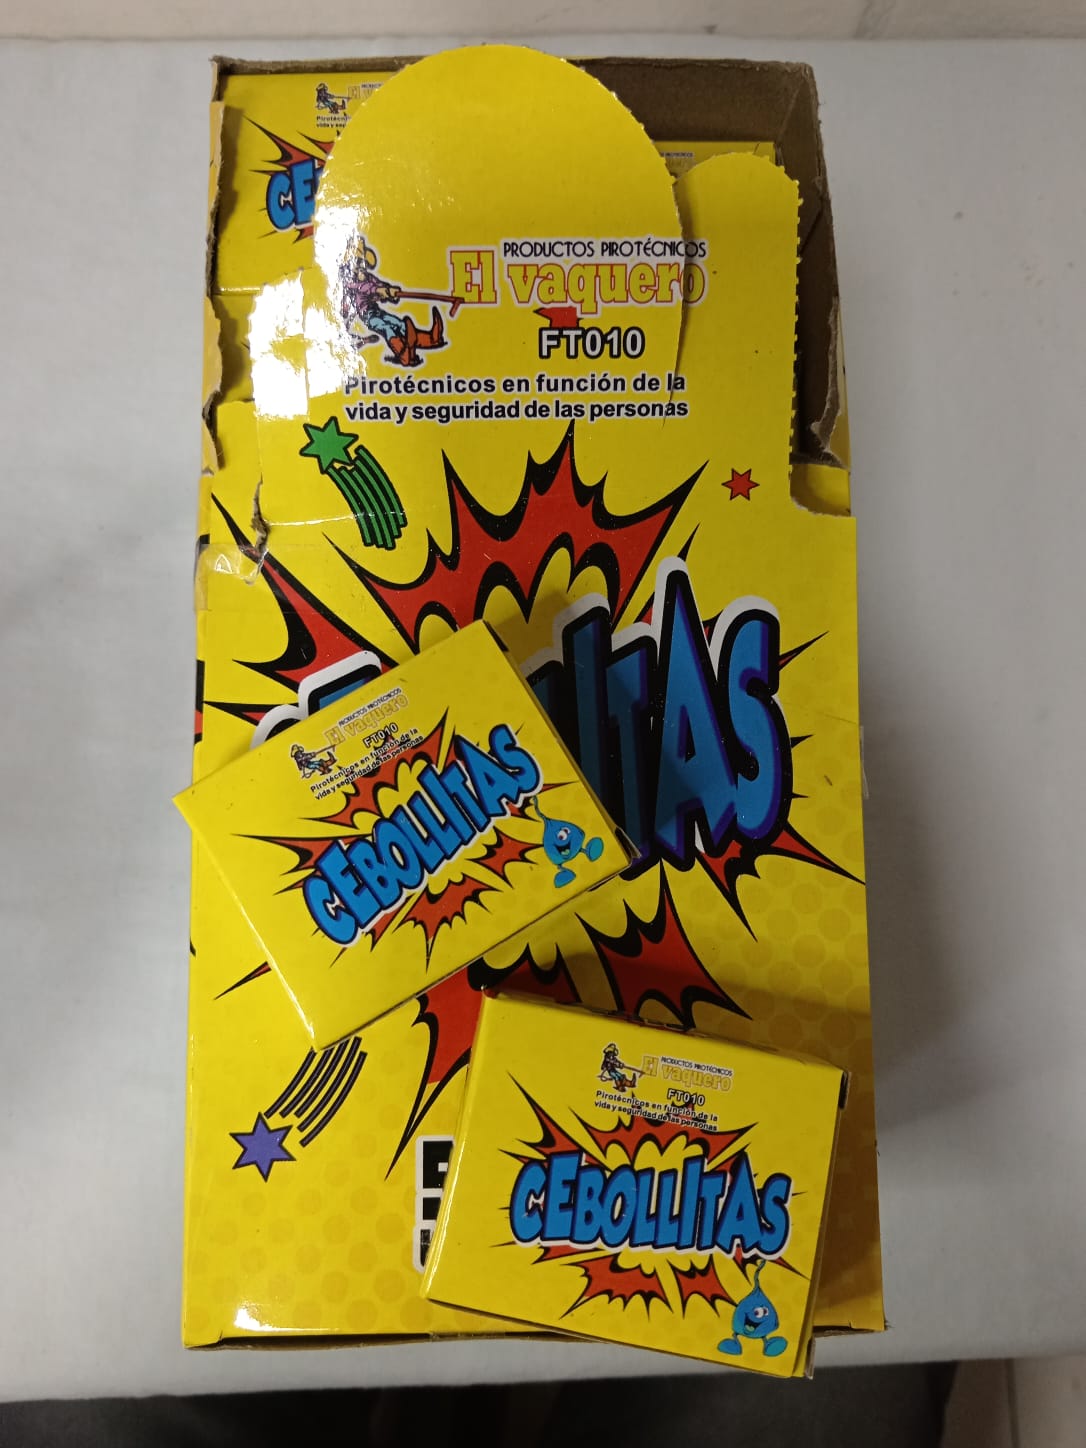 PRODUCTOS PIROTÉCNICOS
El vaquero
FT010
Pirotécnicos en función de la
vida y seguridad de las personas
PRODUCTOS PIROTÉCNICOS
El vaquero
FT010
Pirotécnicos en función de la
vida y seguridad de las personas
CEBOLLITAS
PRODUCTOS PIROTÉCNICOS
El vaquero
FT010
Pirotécnicos en función de la
vida y seguridad de las personas
CEBOLLITAS